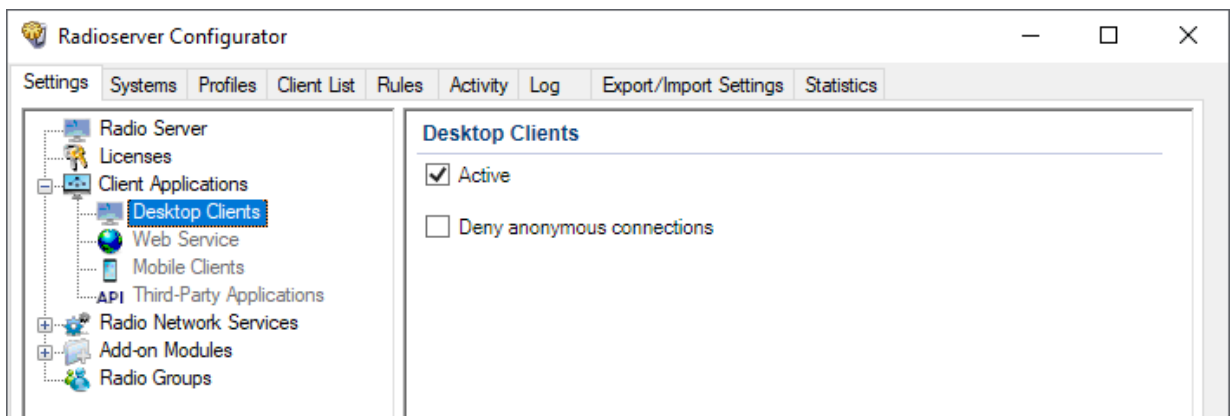 Radioserver Configurator
Settings Systems Profiles Client List Rules Activity Log Export/Import Settings Statistics
Radio Server
Licenses
Client Applications
Desktop Clients
Web Service
Mobile Clients
API Third-Party Applications
Radio Network Services
Add-on Modules
Radio Groups
Desktop Clients
Active
Deny anonymous connections